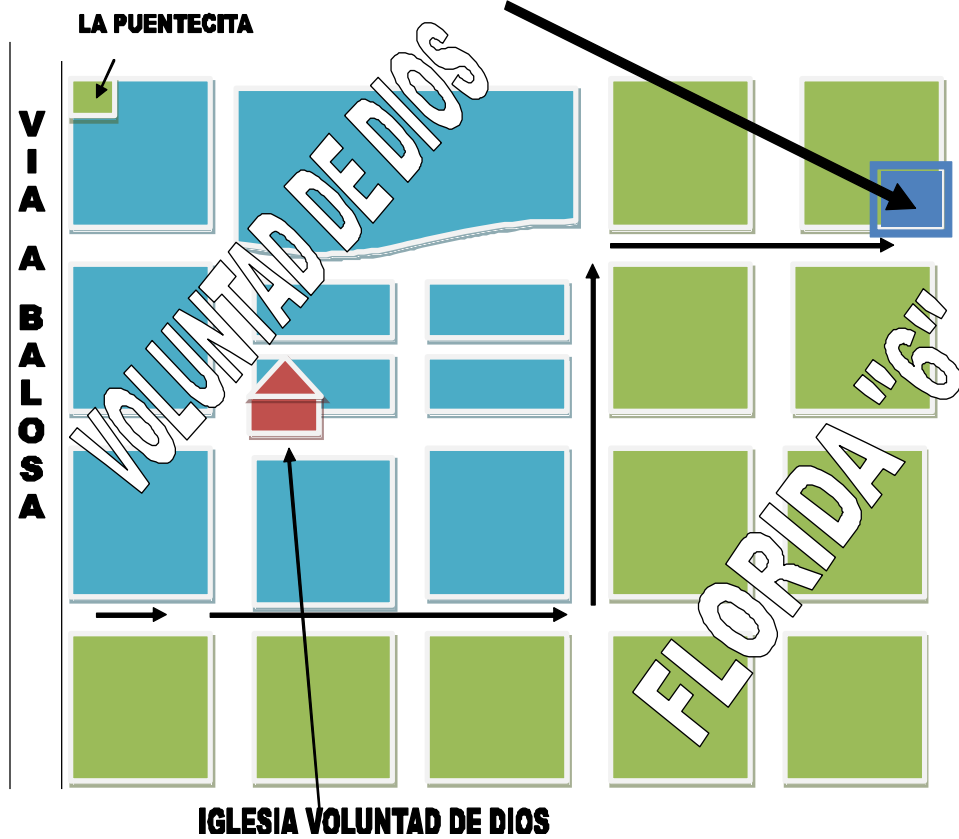 LA PUENTECITA
VIA A BALOSA
VOLUNTAD DE DIOS
FLORIDA "6"
IGLESIA VOLUNTAD DE DIOS